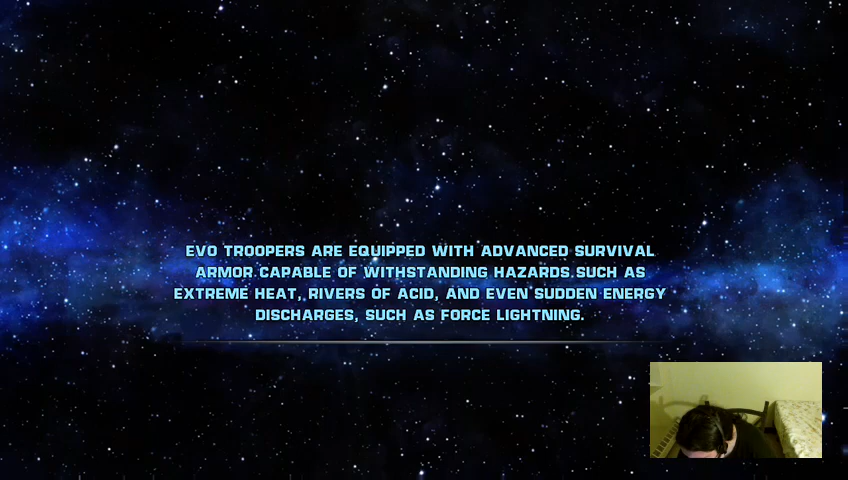 EVO TROOPERS ARE EQUIPPED WITH ADVANCED SURVIVAL
ARMOR CAPABLE OF WITHSTANDING HAZARDS SUCH AS
EXTREME HEAT, RIVERS OF ACID, AND EVEN SUDDEN ENERGY
DISCHARGES, SUCH AS FORCE LIGHTNING.